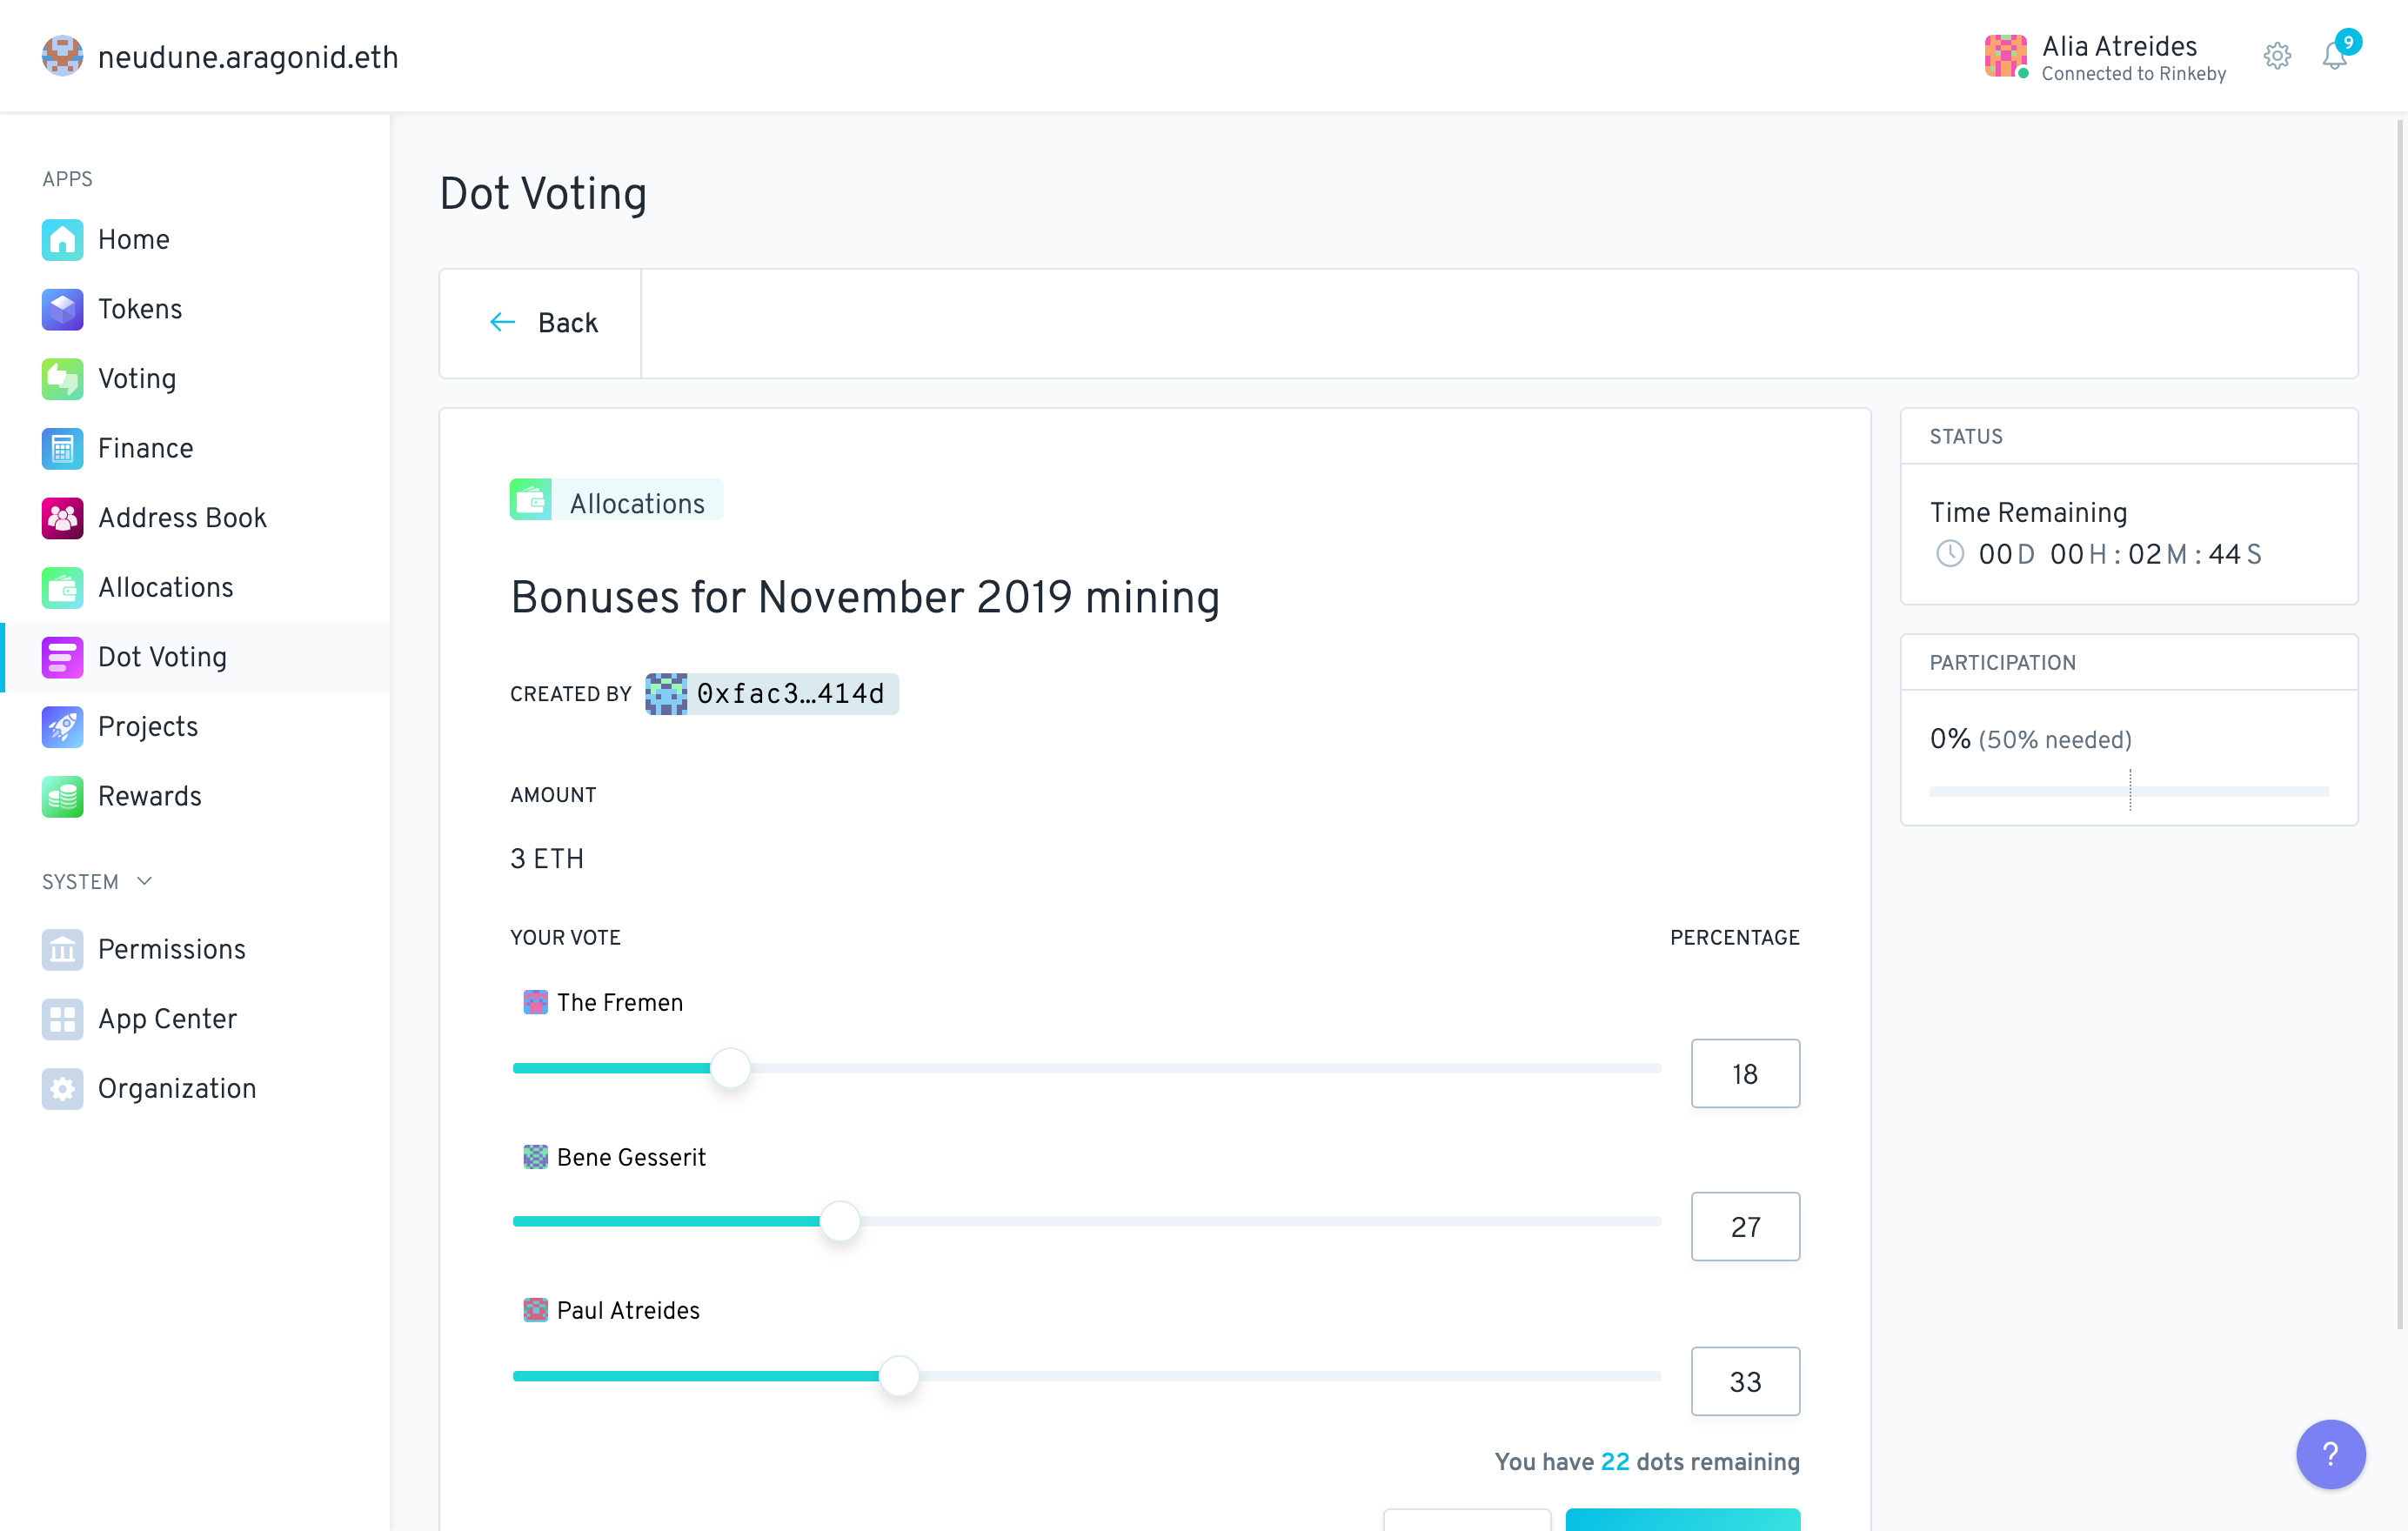 neudune.aragonid.eth
Alia Atreides
Connected to Rinkeby
9
APPS
Home
Tokens
Voting
Finance
Address Book
Allocations
Dot Voting
Projects
Rewards
SYSTEM
Permissions
App Center
Organization
Dot Voting
Back
Allocations
Bonuses for November 2019 mining
CREATED BY 0xfac3…414d
AMOUNT
3 ETH
YOUR VOTE PERCENTAGE
The Fremen
18
Bene Gesserit
27
Paul Atreides
33
You have 22 dots remaining
STATUS
Time Remaining
00 D 00 H : 02 M : 44 S
PARTICIPATION
0% (50% needed)
?